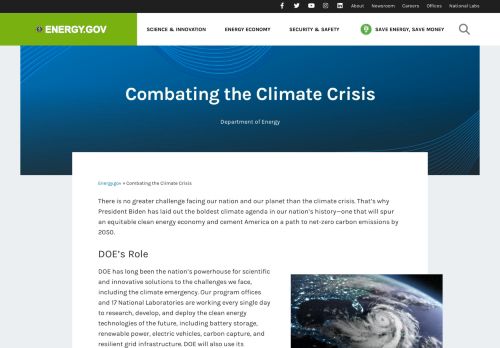 About Newsroom Careers Offices National Labs
ENERGY.GOV SCIENCE & INNOVATION ENERGY ECONOMY SECURITY & SAFETY SAVE ENERGY, SAVE MONEY
Combating the Climate Crisis
Department of Energy
Energy.gov » Combating the Climate Crisis
There is no greater challenge facing our nation and our planet than the climate crisis. That's why
President Biden has laid out the boldest climate agenda in our nation's history—one that will spur
an equitable clean energy economy and cement America on a path to net-zero carbon emissions by
2050.
DOE's Role
DOE has long been the nation's powerhouse for scientific
and innovative solutions to the challenges we face,
including the climate emergency. Our program offices
and 17 National Laboratories are working every single day
to research, develop, and deploy the clean energy
technologies of the future, including battery storage,
renewable power, electric vehicles, carbon capture, and
resilient grid infrastructure. DOE will also use its